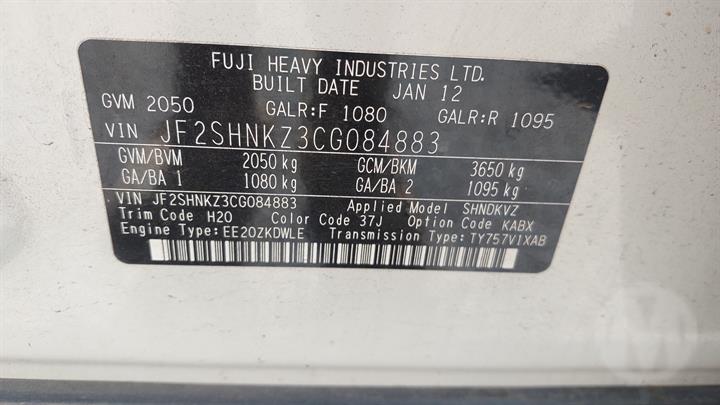 FUJI HEAVY INDUSTRIES LTD.
BUILT DATE JAN 12
GVM 2050 GALR:F 1080 GALR:R 1095
VIN JF2SHNKZ3CG084883
GVM/BVM 2050 kg GCM/BKM 3650 kg
GA/BA 1 1080 kg GA/BA 2 1095 kg
VIN JF2SHNKZ3CG084883 Applied Model SHNDKVZ
Trim Code H20 Color Code 37J Option Code KABX
Engine Type: EE20ZKDWLE Transmission Type: TY757VIXAB
M